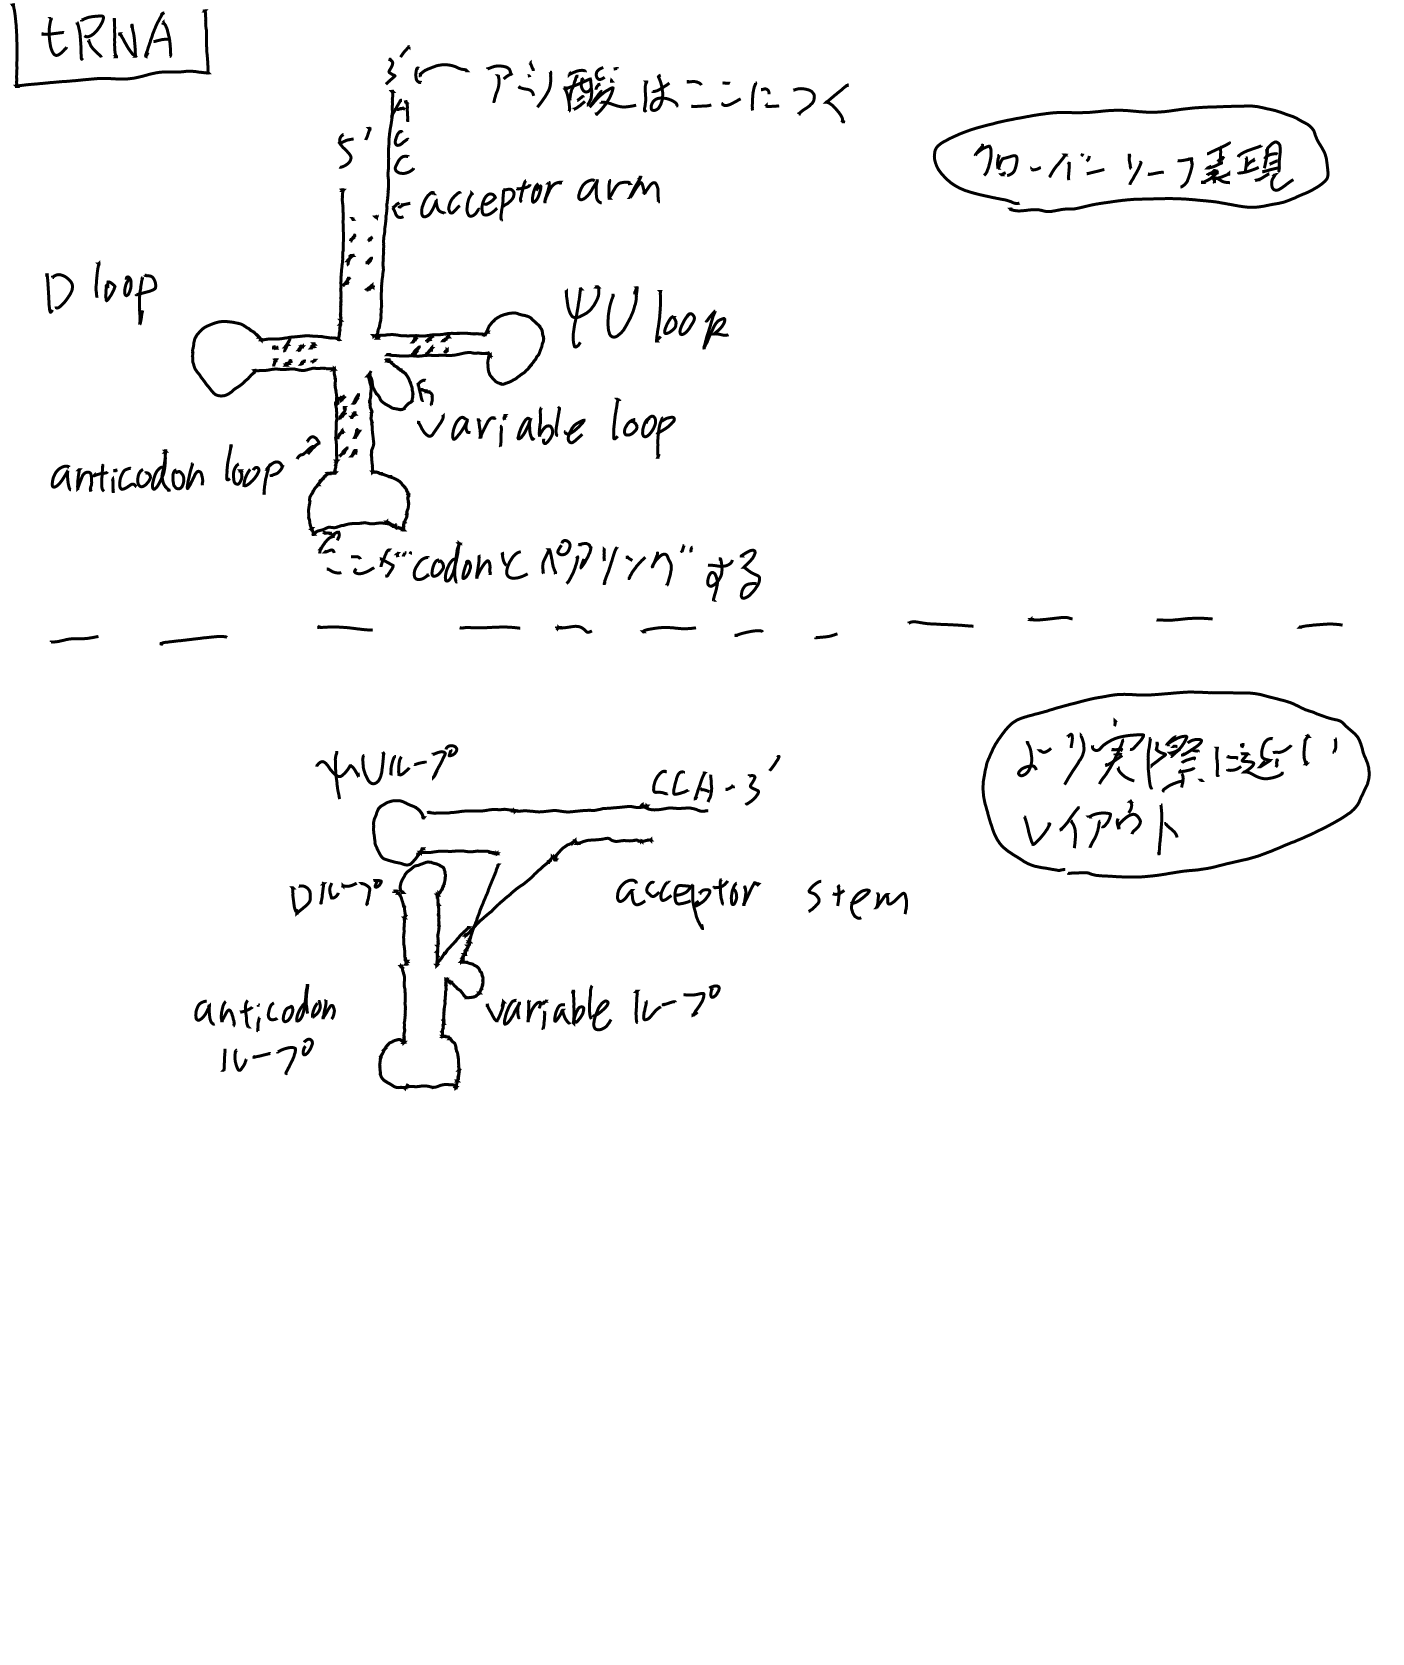 tRNA
3' ← アミノ酸はここにつく
A
C
C
5'
クローバーリーフ表現
←acceptor arm
D loop
ΨU loop
variable loop
anticodon loop
ここがcodonとペアリングする
より実際に近い
レイアウト
ΨUループ
CCA-3'
Dループ
acceptor stem
anticodon
ループ
variable ループ